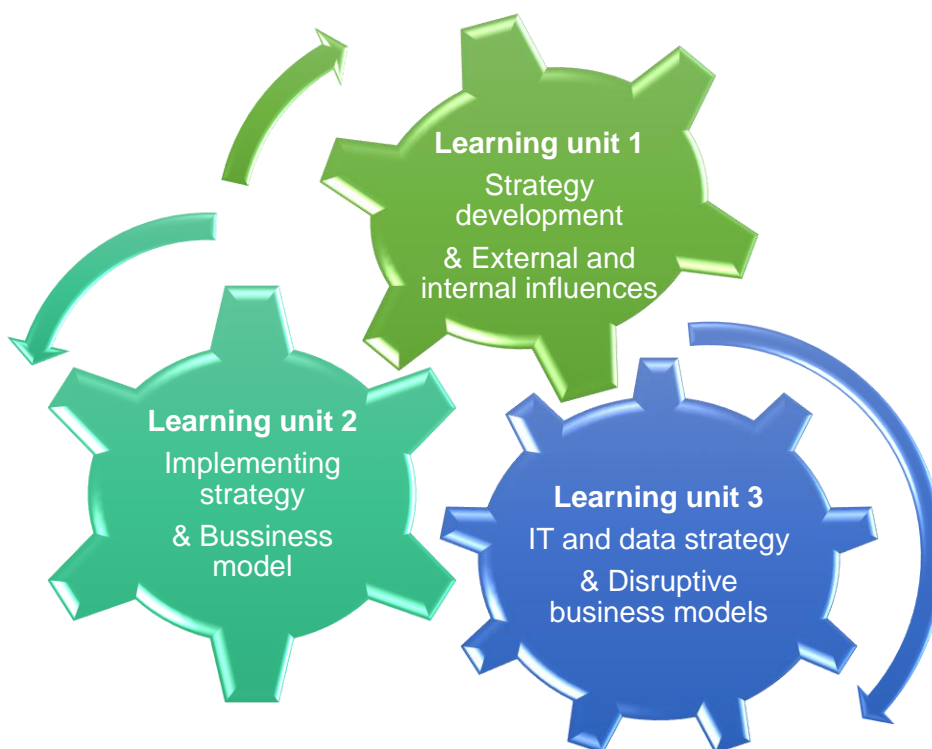 Learning unit 1
Strategy
development
& External and
internal influences
Learning unit 2
Implementing
strategy
& Bussiness
model
Learning unit 3
IT and data strategy
& Disruptive
business models